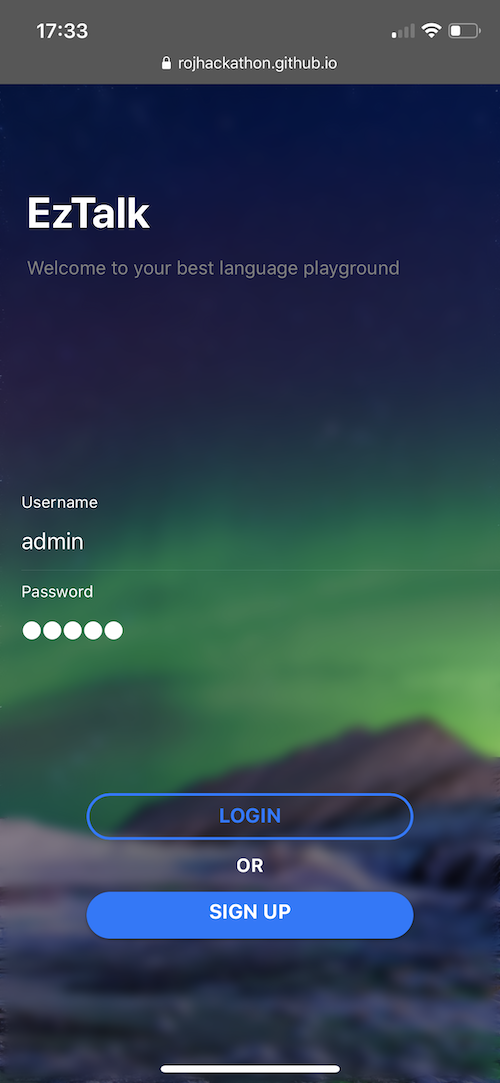 17:33
rojhackathon.github.io
EzTalk
Welcome to your best language playground
Username
admin
Password
●●●●●
LOGIN
OR
SIGN UP